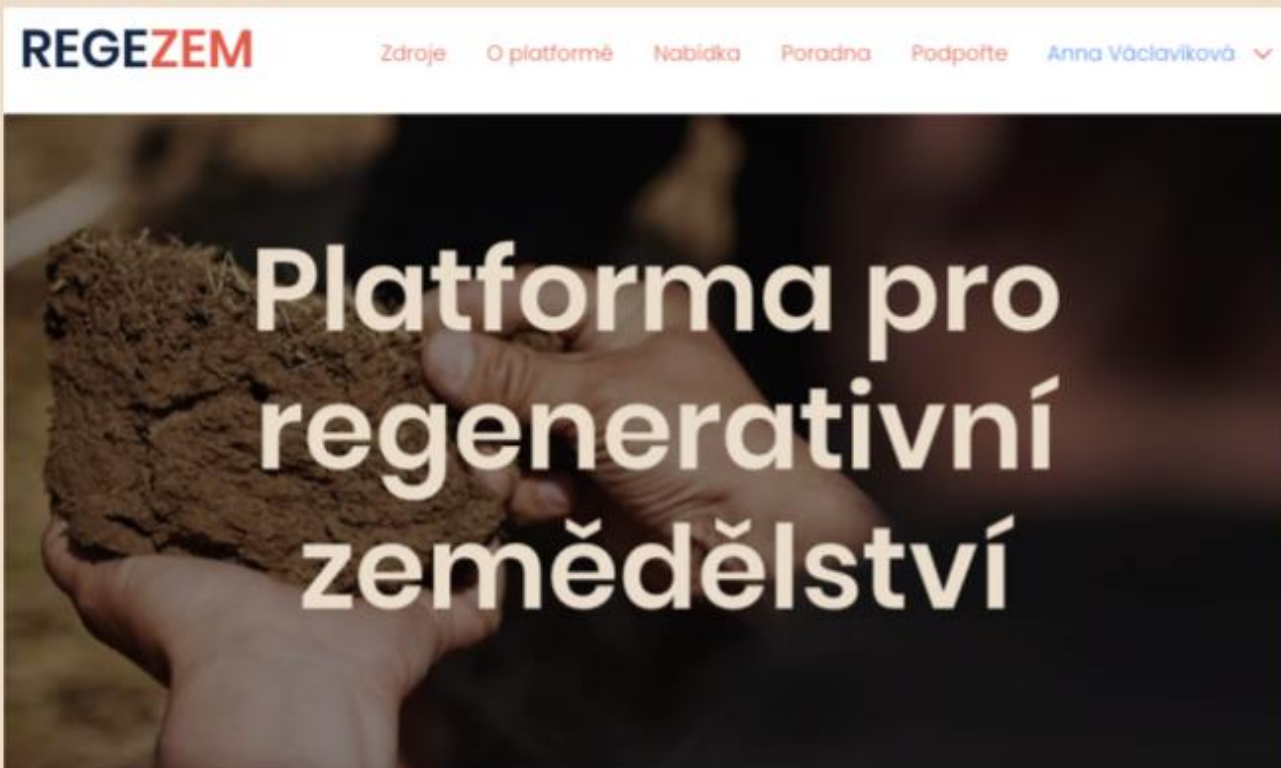 REGEZEM
Zdroje O platformě Nabídka Poradna Podpořte Anna Václavíková
Platforma pro
regenerativní
zemědělství